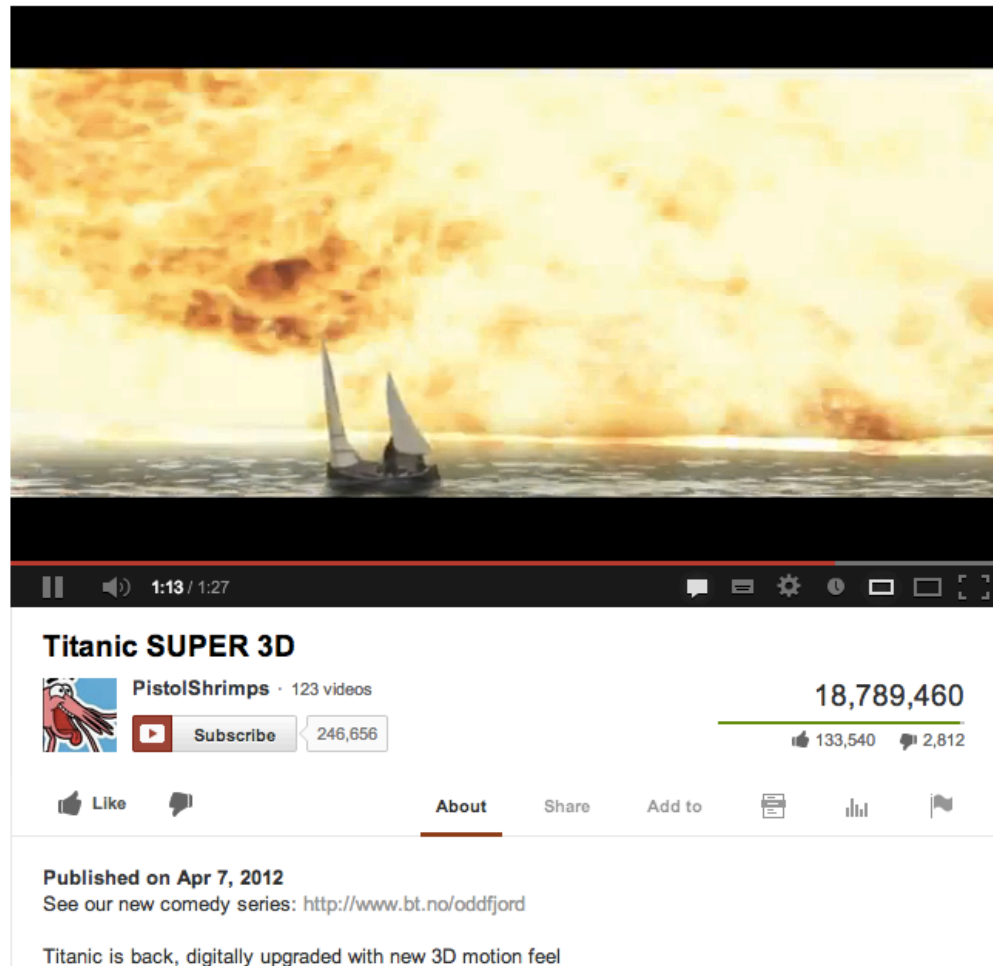 1:13 / 1:27
Titanic SUPER 3D
PistolShrimps · 123 videos
Subscribe 246,656
18,789,460
133,540 2,812
Like
About Share Add to
Published on Apr 7, 2012
See our new comedy series: http://www.bt.no/oddfjord
Titanic is back, digitally upgraded with new 3D motion feel